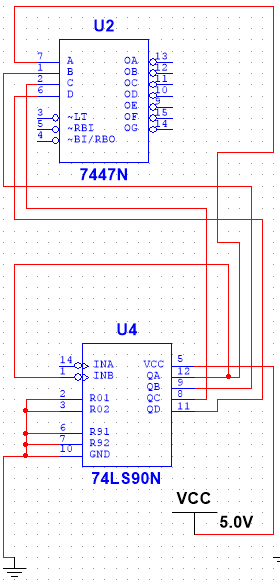 U2
7 A OA 13
1 B OB 12
2 C OC 11
6 D OD 10
OE 9
3 ~LT OF 15
5 ~RBI OG 14
4 ~BI/RBO
7447N
U4
14 INA VCC 5
1 INB QA 12
QB 9
2 R01 QC 8
3 R02 QD 11
6 R91
7 R92
10 GND
74LS90N
VCC
5.0V